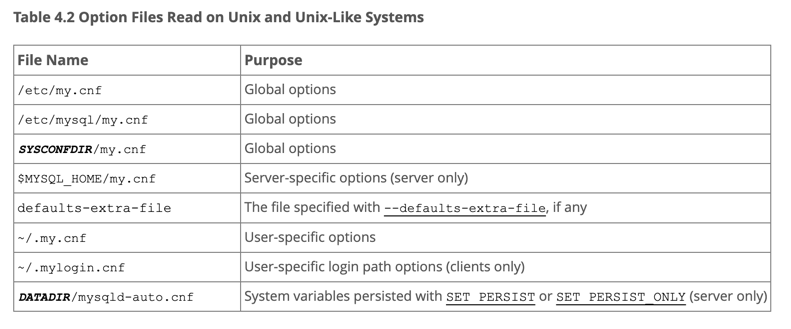 Table 4.2 Option Files Read on Unix and Unix-Like Systems
File Name Purpose
/etc/my.cnf Global options
/etc/mysql/my.cnf Global options
SYSCONFDIR/my.cnf Global options
$MYSQL_HOME/my.cnf Server-specific options (server only)
defaults-extra-file The file specified with --defaults-extra-file, if any
~/.my.cnf User-specific options
~/.mylogin.cnf User-specific login path options (clients only)
DATADIR/mysqld-auto.cnf System variables persisted with SET PERSIST or SET PERSIST_ONLY (server only)